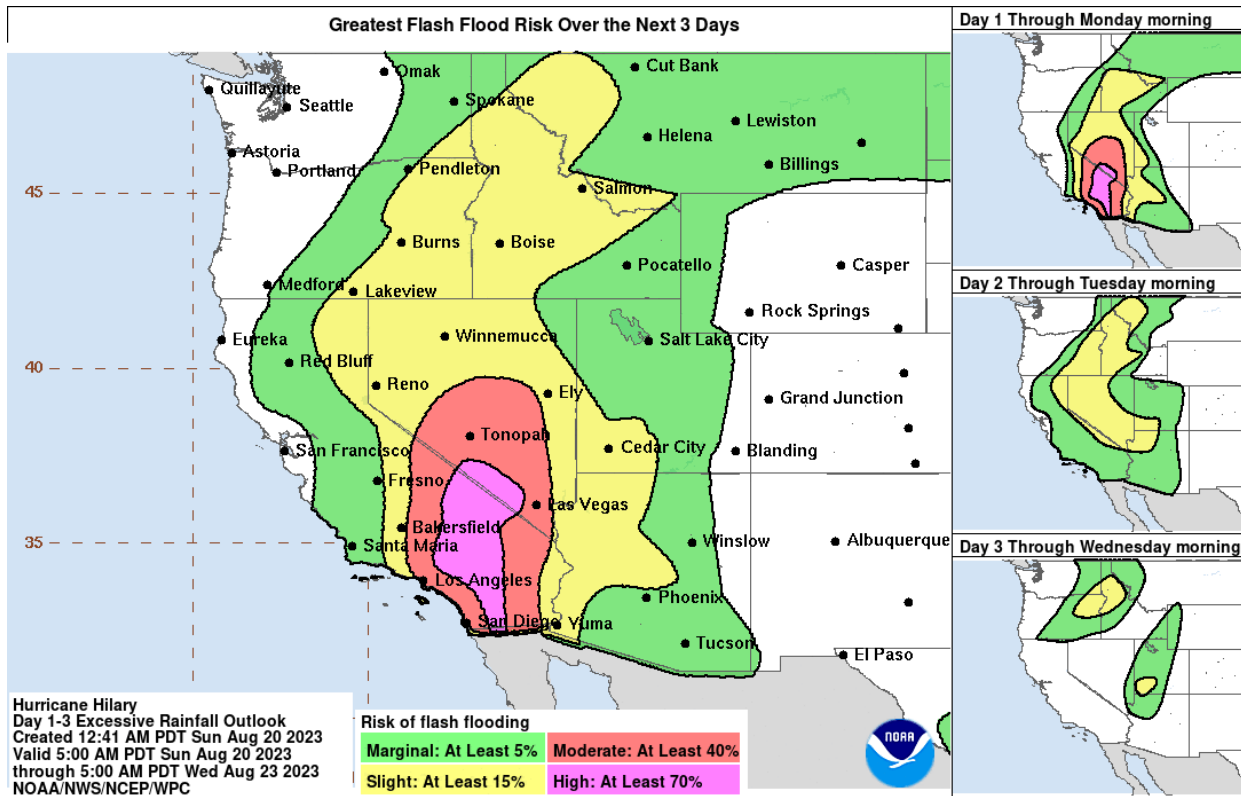 Greatest Flash Flood Risk Over the Next 3 Days
Omak
Cut Bank
Quillayute
Spokane
Seattle
Lewiston
Helena
Astoria
Billings
Portland
Pendleton
45
Salmon
Burns
Boise
Pocatello
Casper
Medford
Lakeview
Rock Springs
Eureka
Winnemucca
Salt Lake City
40
Red Bluff
Reno
Ely
Grand Junction
Tonopah
San Francisco
Cedar City
Blanding
Fresno
Las Vegas
Bakersfield
35
Santa Maria
Winslow
Albuquerque
Los Angeles
Phoenix
San Diego
Yuma
Tucson
El Paso
Hurricane Hilary
Day 1-3 Excessive Rainfall Outlook
Created 12:41 AM PDT Sun Aug 20 2023
Valid 5:00 AM PDT Sun Aug 20 2023
through 5:00 AM PDT Wed Aug 23 2023
NOAA/NWS/NCEP/WPC
Risk of flash flooding
Marginal: At Least 5%
Moderate: At Least 40%
Slight: At Least 15%
High: At Least 70%
NOAA
Day 1 Through Monday morning
Day 2 Through Tuesday morning
Day 3 Through Wednesday morning